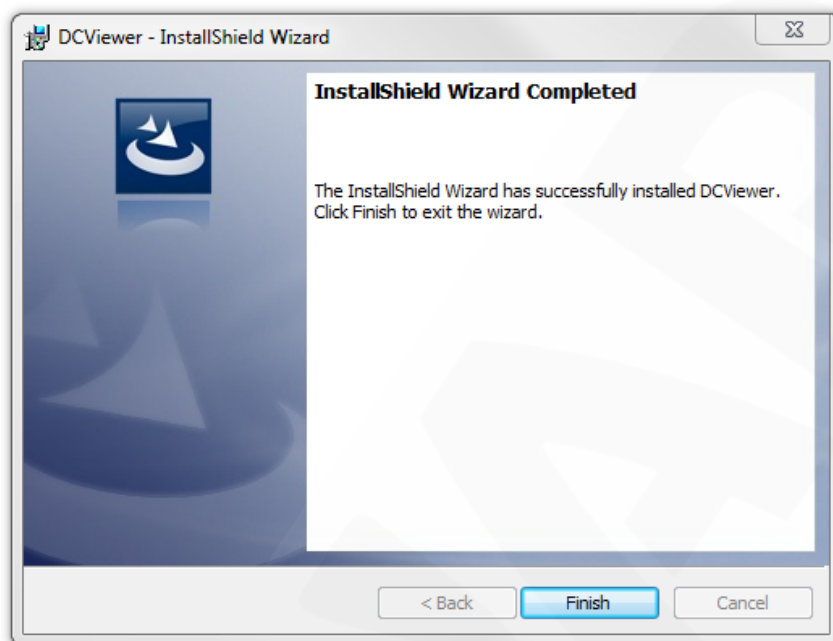 DCViewer - InstallShield Wizard
InstallShield Wizard Completed
The InstallShield Wizard has successfully installed DCViewer.
Click Finish to exit the wizard.
< Back
Finish
Cancel